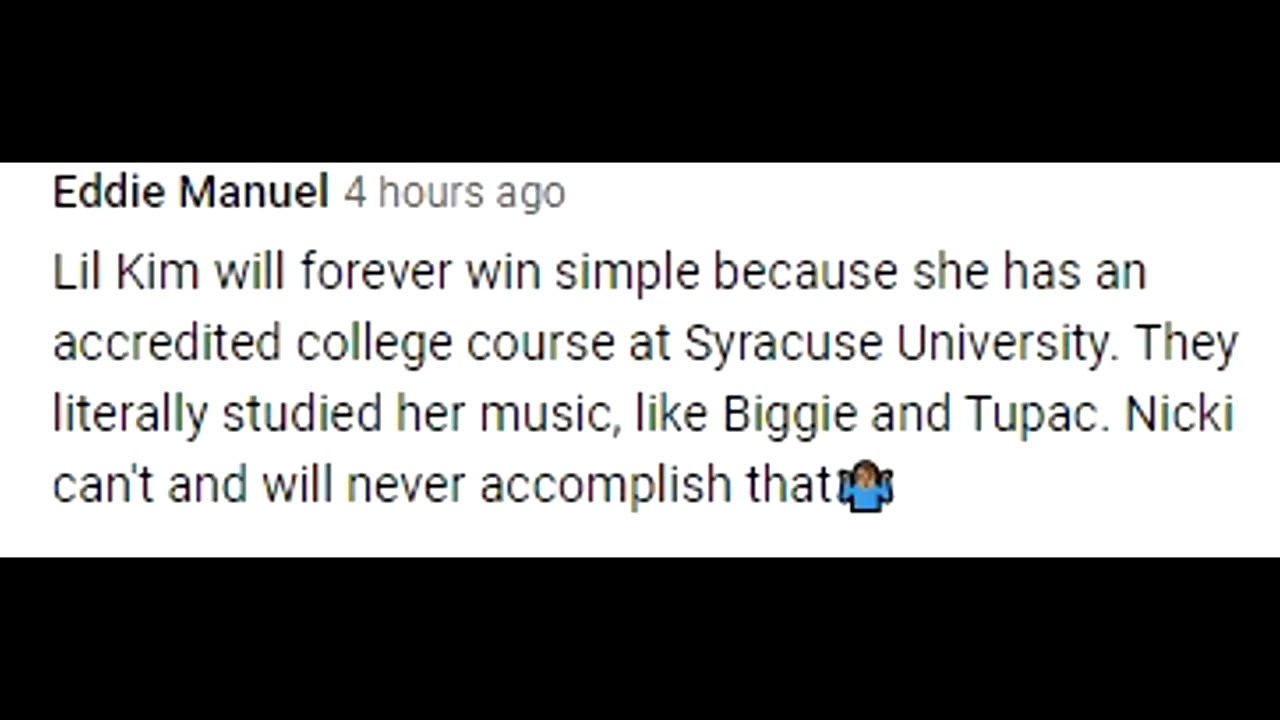 Eddie Manuel 4 hours ago
Lil Kim will forever win simple because she has an
accredited college course at Syracuse University. They
literally studied her music, like Biggie and Tupac. Nicki
can't and will never accomplish that🤷🏾‍♂️